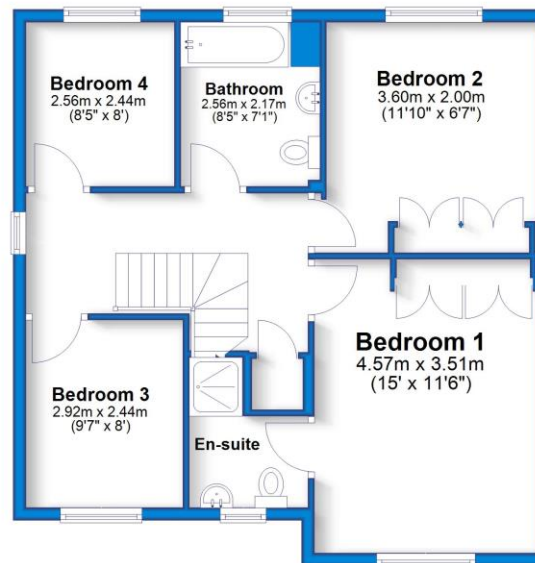 Bedroom 4
2.56m x 2.44m
(8'5" x 8')
Bathroom
2.56m x 2.17m
(8'5" x 7'1")
Bedroom 2
3.60m x 2.00m
(11'10" x 6'7")
Bedroom 1
4.57m x 3.51m
(15' x 11'6")
Bedroom 3
2.92m x 2.44m
(9'7" x 8')
En-suite